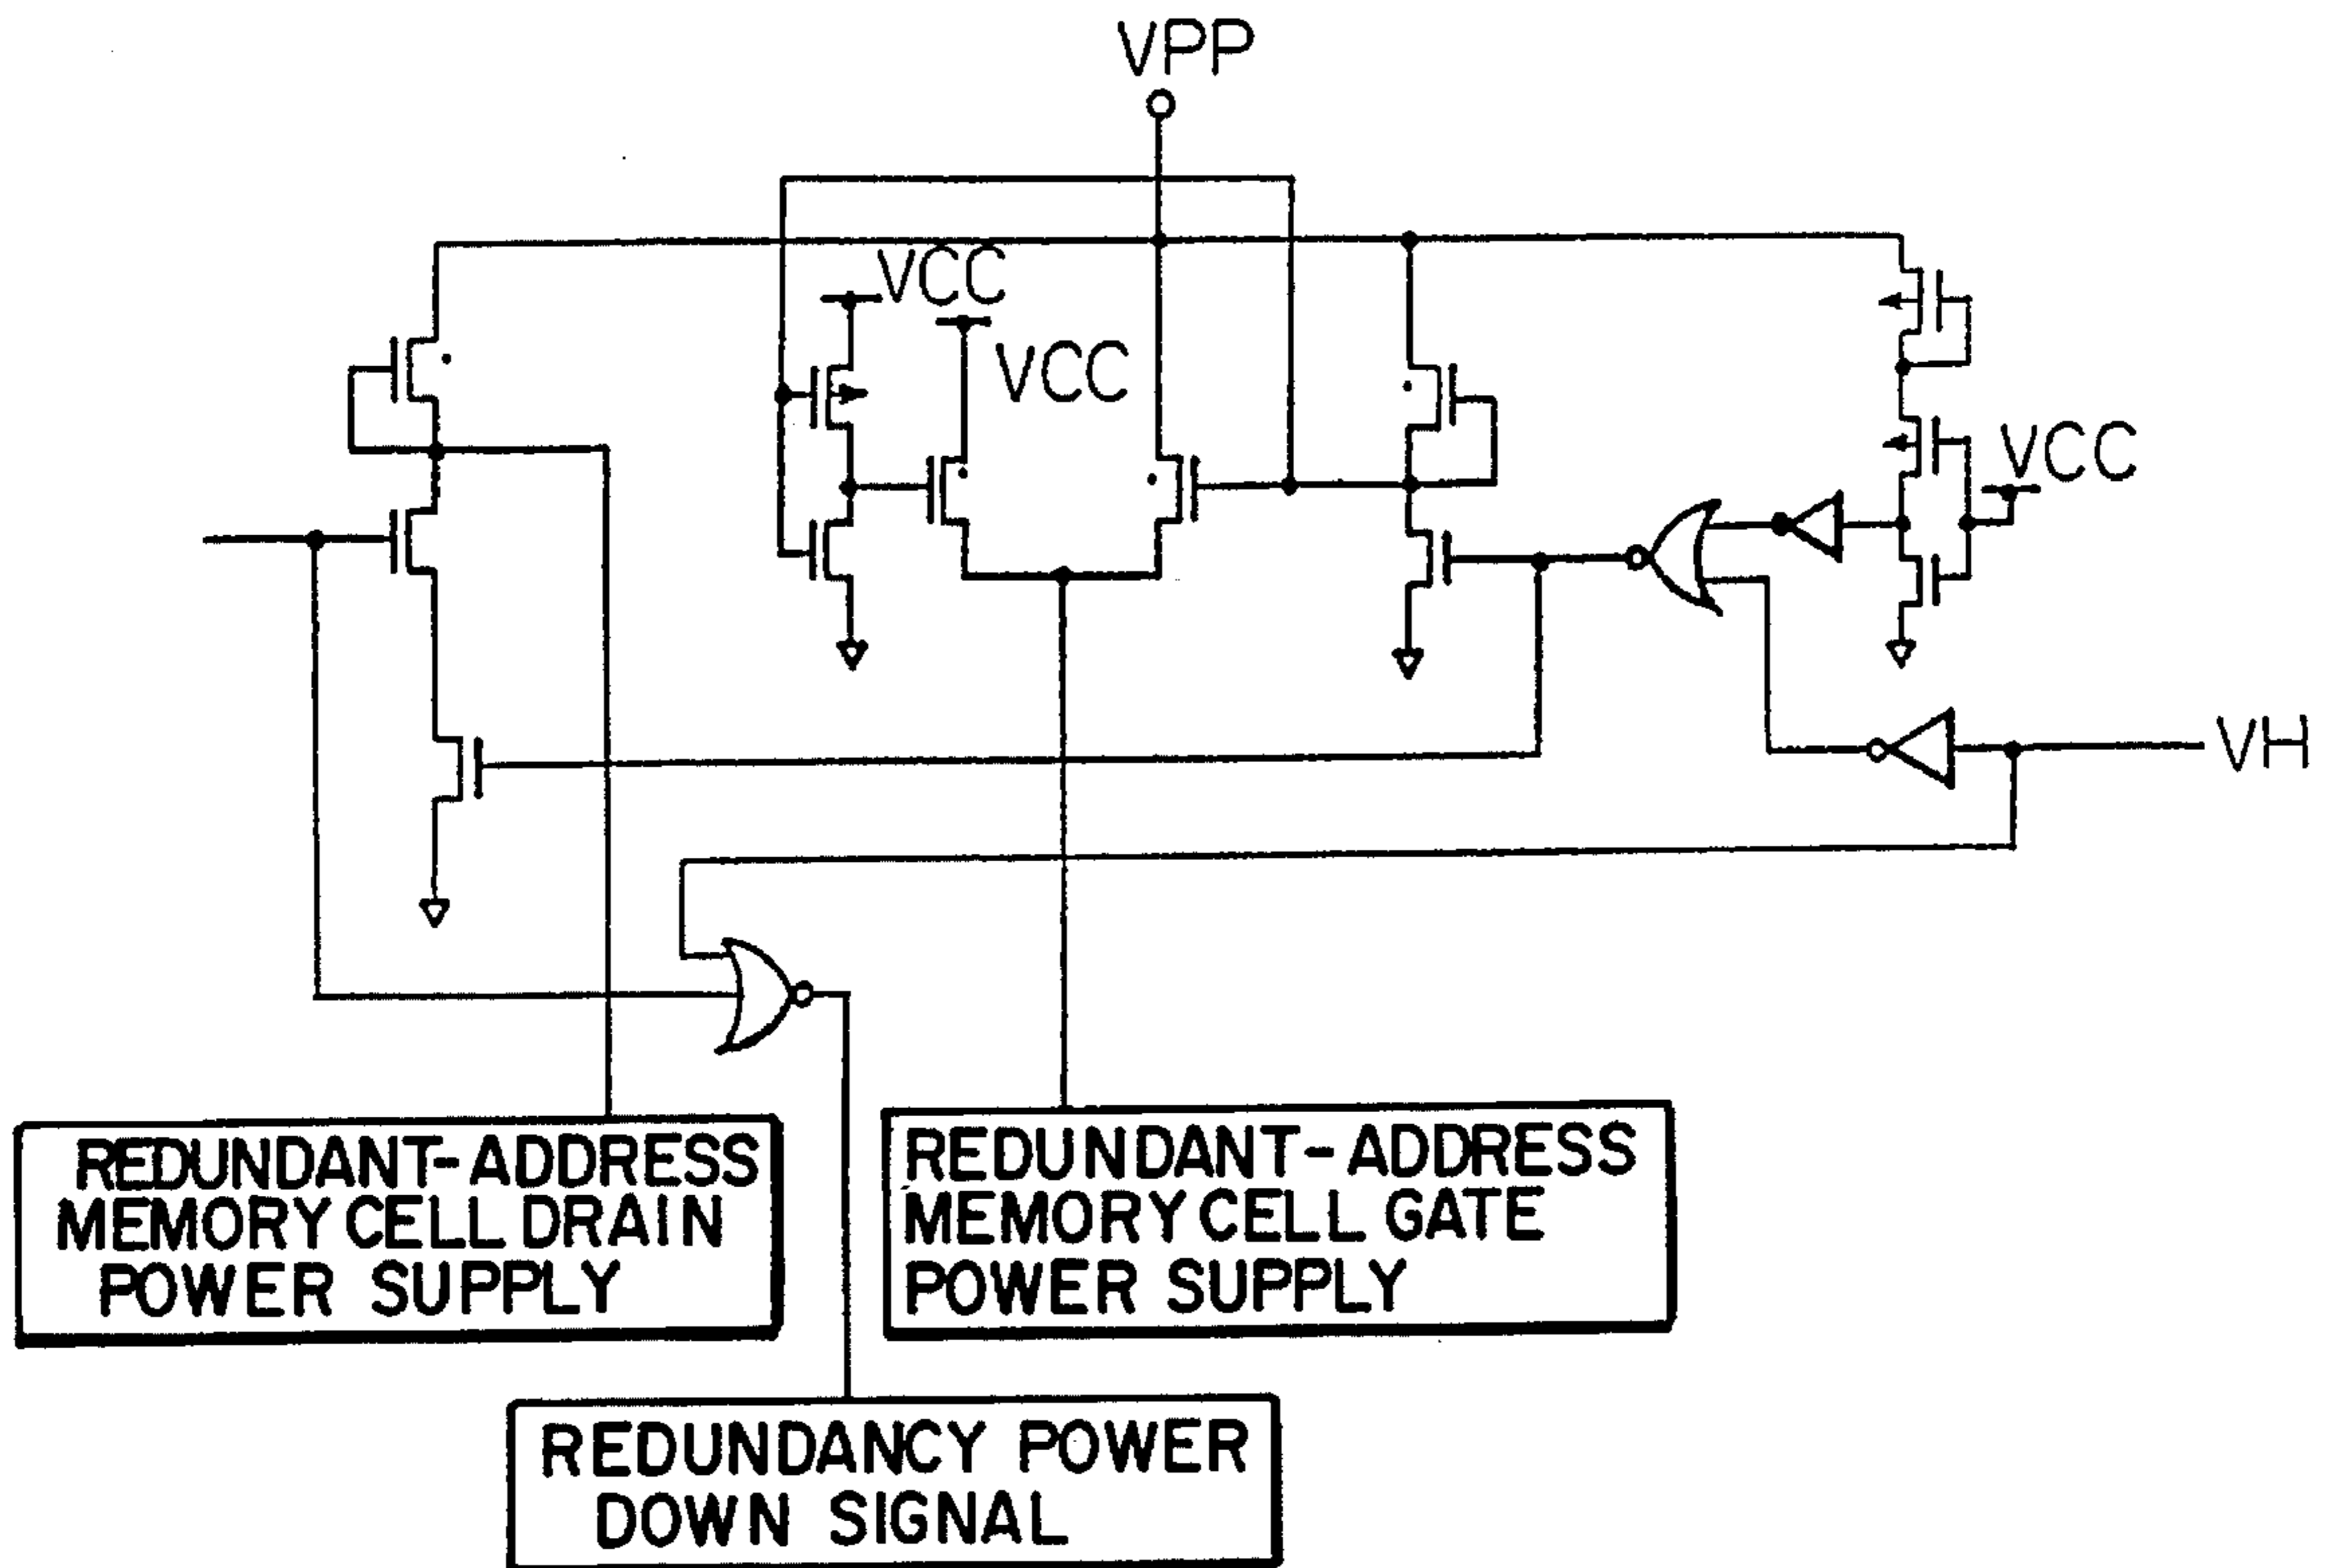 VPP
VCC
VCC
VCC
VH
REDUNDANT-ADDRESS
MEMORY CELL DRAIN
POWER SUPPLY
REDUNDANT-ADDRESS
MEMORY CELL GATE
POWER SUPPLY
REDUNDANCY POWER
DOWN SIGNAL